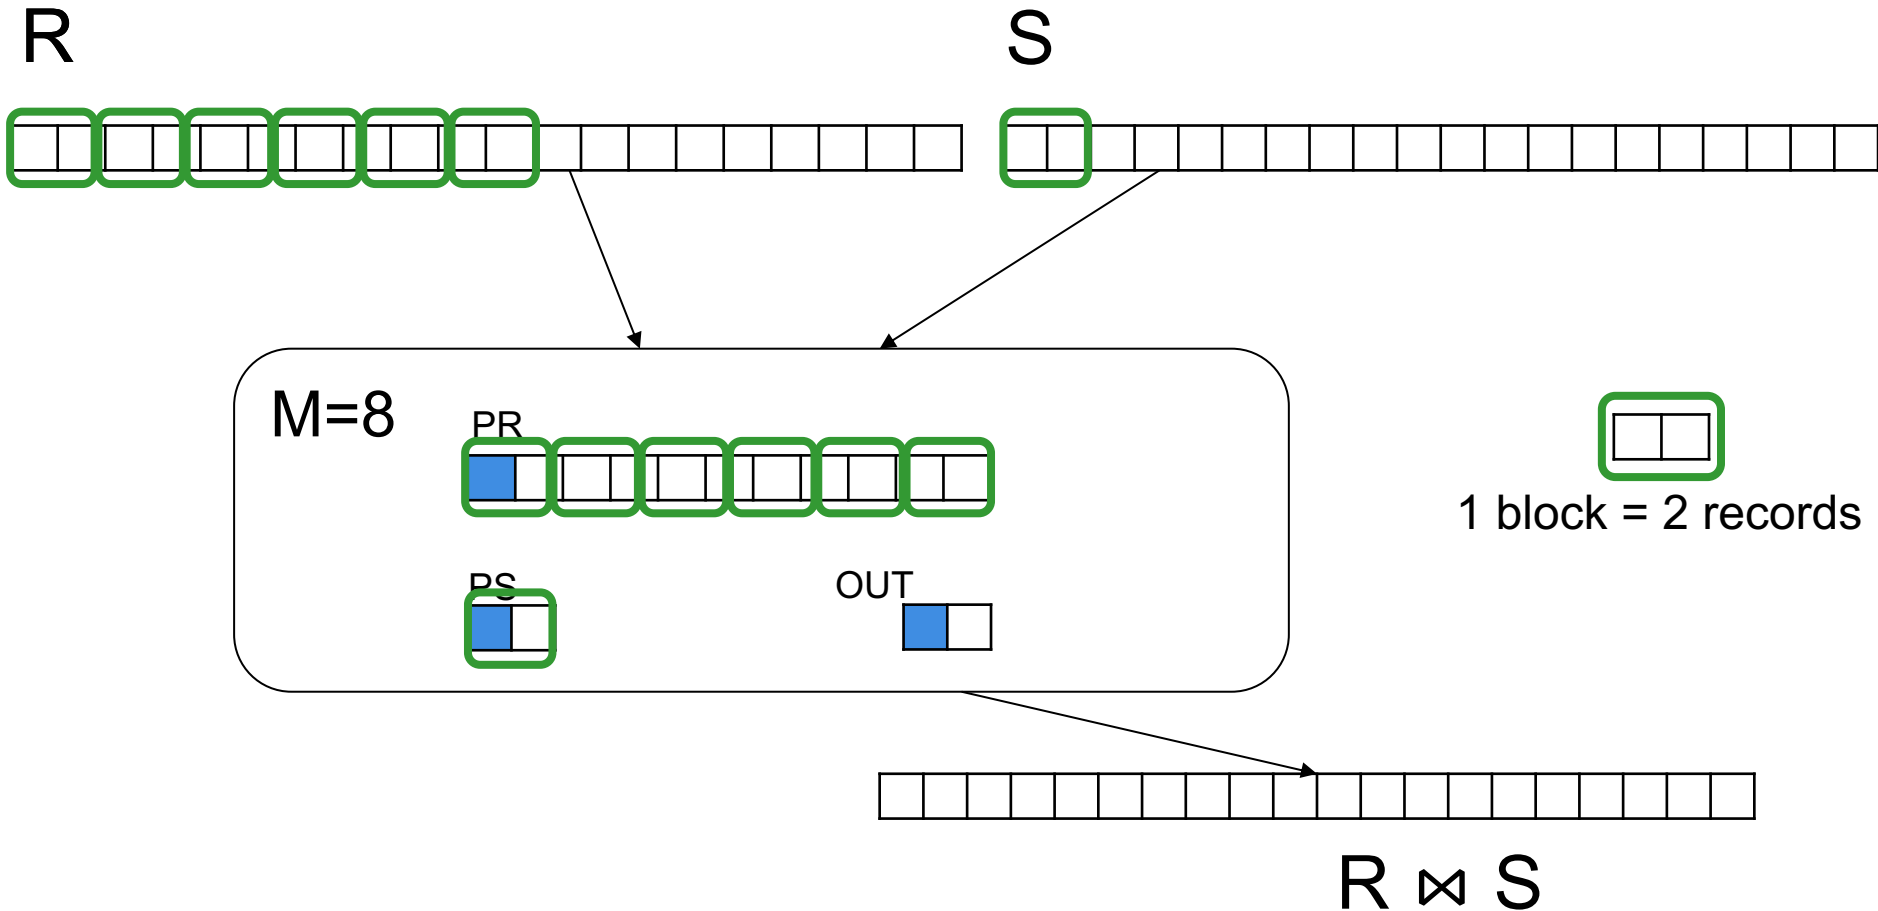 R
S
M=8
PR
1 block = 2 records
PS
OUT
R ⋈ S